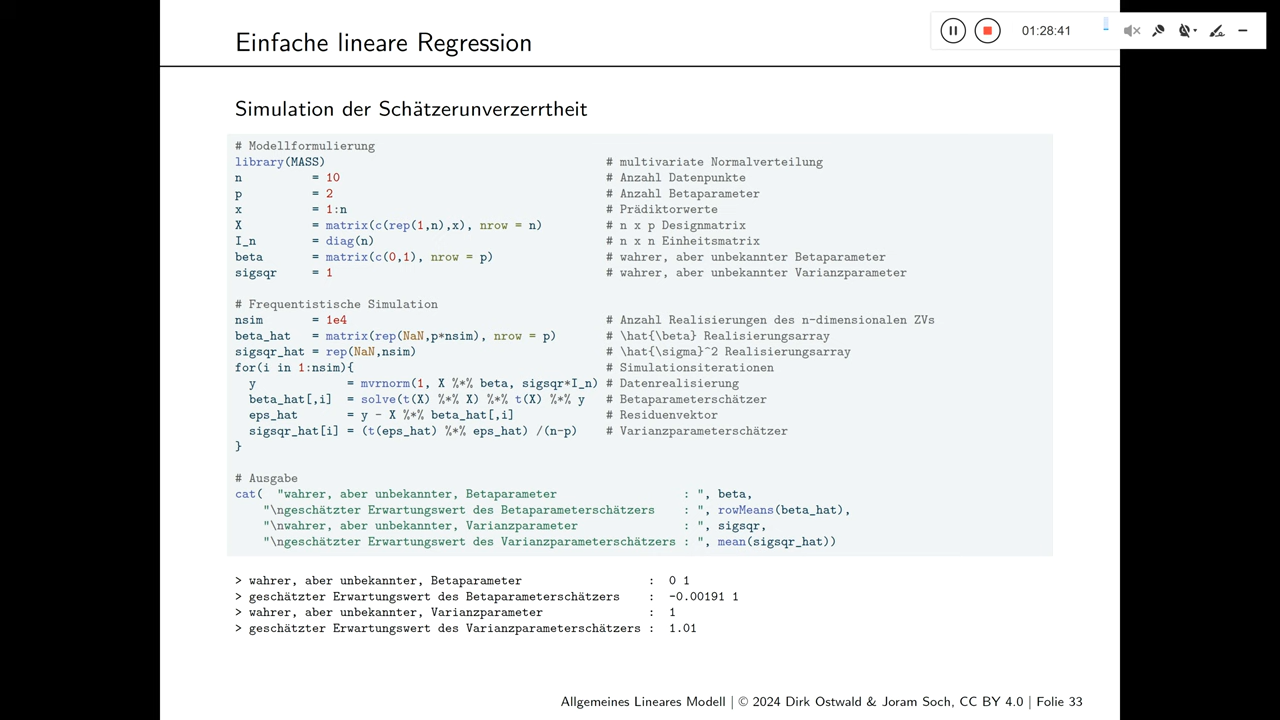 Einfache lineare Regression
01:28:41
Simulation der Schätzerunverzerrtheit
# Modellformulierung
library(MASS) # multivariate Normalverteilung
n = 10 # Anzahl Datenpunkte
p = 2 # Anzahl Betaparameter
x = 1:n # Prädiktorwerte
X = matrix(c(rep(1,n),x), nrow = n) # n x p Designmatrix
I_n = diag(n) # n x n Einheitsmatrix
beta = matrix(c(0,1), nrow = p) # wahrer, aber unbekannter Betaparameter
sigsqr = 1 # wahrer, aber unbekannter Varianzparameter
# Frequentistische Simulation
nsim = 1e4 # Anzahl Realisierungen des n-dimensionalen ZVs
beta_hat = matrix(rep(NaN,p*nsim), nrow = p) # \hat{\beta} Realisierungsarray
sigsqr_hat = rep(NaN,nsim) # \hat{\sigma}^2 Realisierungsarray
for(i in 1:nsim){ # Simulationsiterationen
y = mvrnorm(1, X %*% beta, sigsqr*I_n) # Datenrealisierung
beta_hat[,i] = solve(t(X) %*% X) %*% t(X) %*% y # Betaparameterschätzer
eps_hat = y - X %*% beta_hat[,i] # Residuenvektor
sigsqr_hat[i] = (t(eps_hat) %*% eps_hat) /(n-p) # Varianzparameterschätzer
}
# Ausgabe
cat( "wahrer, aber unbekannter, Betaparameter : ", beta,
"\ngeschätzter Erwartungswert des Betaparameterschätzers : ", rowMeans(beta_hat),
"\nwahrer, aber unbekannter, Varianzparameter : ", sigsqr,
"\ngeschätzter Erwartungswert des Varianzparameterschätzers : ", mean(sigsqr_hat))
> wahrer, aber unbekannter, Betaparameter : 0 1
> geschätzter Erwartungswert des Betaparameterschätzers : -0.00191 1
> wahrer, aber unbekannter, Varianzparameter : 1
> geschätzter Erwartungswert des Varianzparameterschätzers : 1.01
Allgemeines Lineares Modell | © 2024 Dirk Ostwald & Joram Soch, CC BY 4.0 | Folie 33